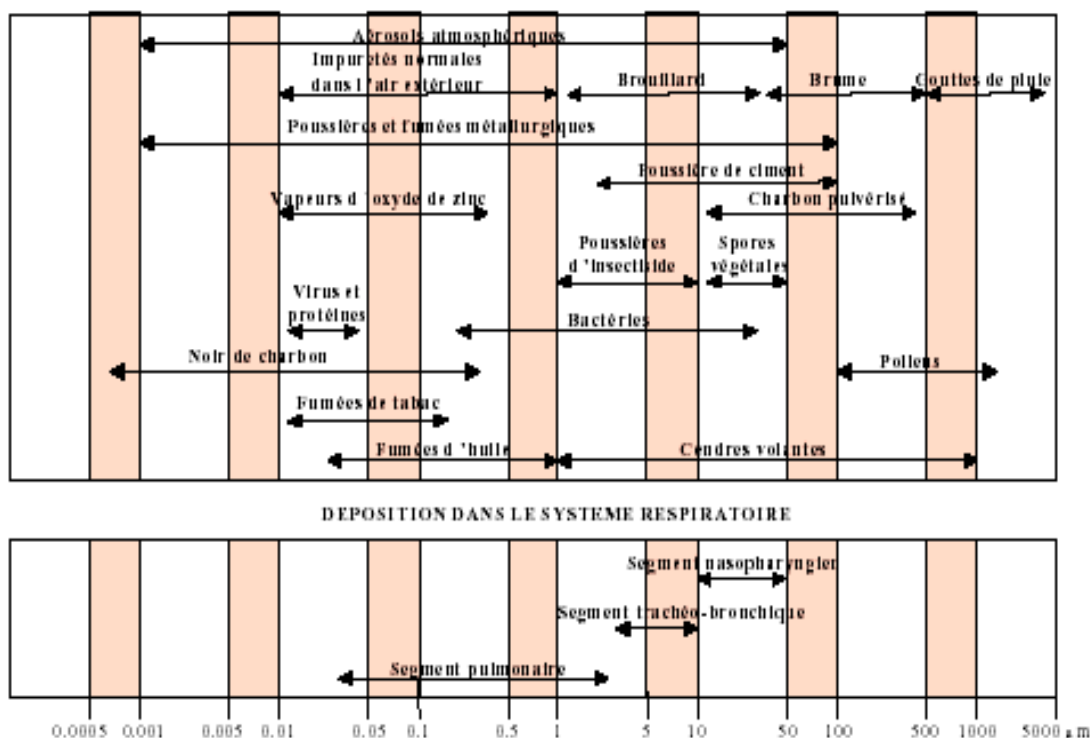 Aérosols atmosphériques
Impuretés normales
dans l'air extérieur
Brouillard
Brume
Gouttes de pluie
Poussières et fumées métallurgiques
Poussière de ciment
Vapeurs d'oxyde de zinc
Charbon pulvérisé
Poussières
d'insectiside
Spores
végétales
Virus et
protéines
Bactéries
Noir de charbon
Pollens
Fumées de tabac
Fumées d'huile
Cendres volantes
DEPOSITION DANS LE SYSTEME RESPIRATOIRE
Segment nasopharyngien
Segment trachéo-bronchique
Segment pulmonaire
0.0005 0.001 0.005 0.01 0.05 0.1 0.5 1 5 10 50 100 500 1000 5000 µm